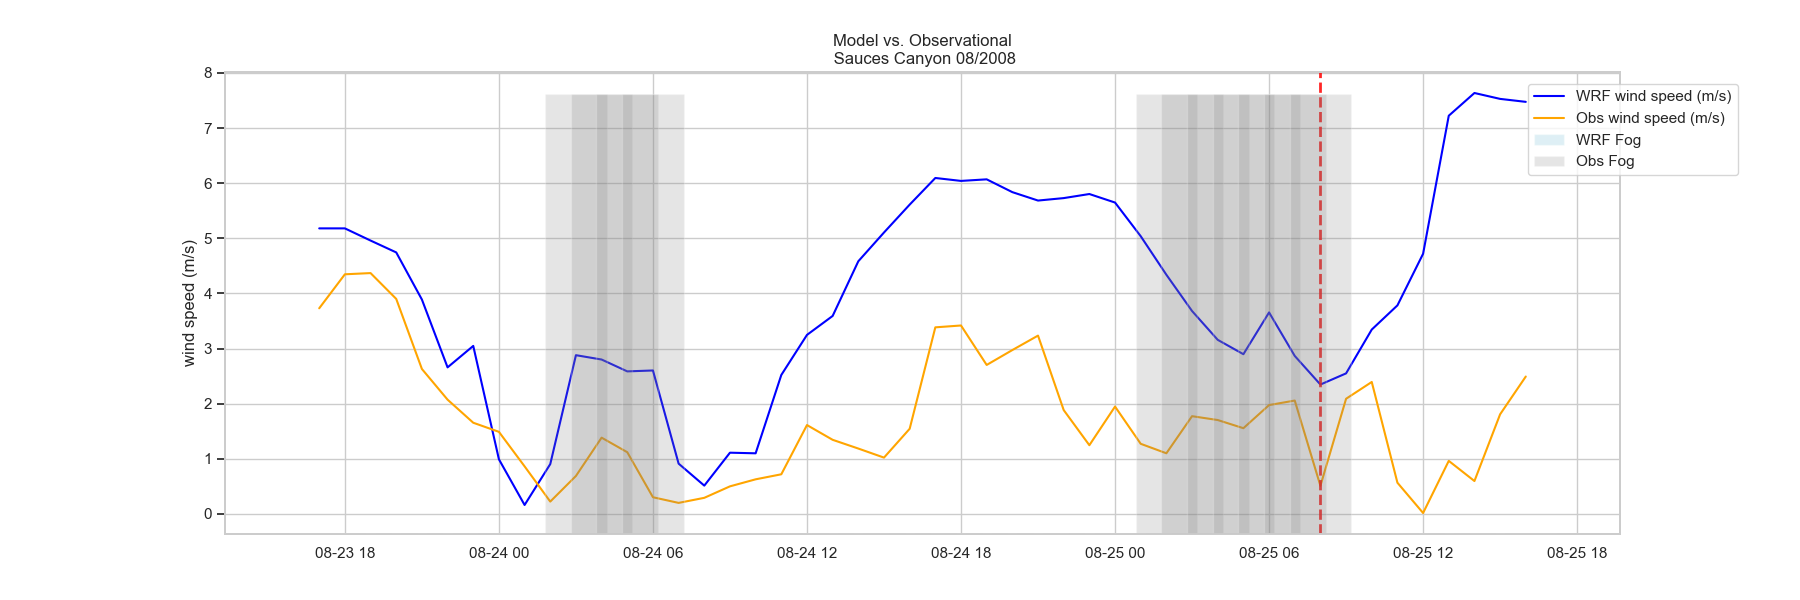 Model vs. Observational
Sauces Canyon 08/2008
wind speed (m/s)
8
7
6
5
4
3
2
1
0
08-23 18
08-24 00
08-24 06
08-24 12
08-24 18
08-25 00
08-25 06
08-25 12
08-25 18
WRF wind speed (m/s)
Obs wind speed (m/s)
WRF Fog
Obs Fog